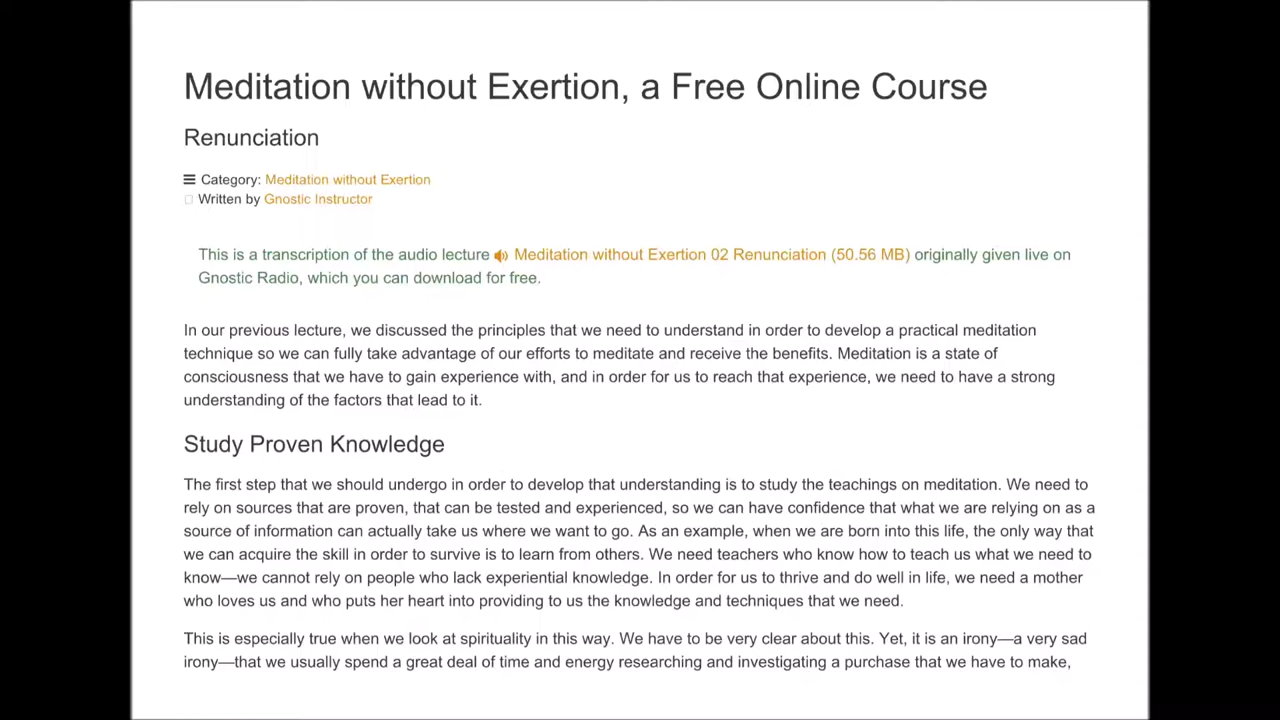 Meditation without Exertion, a Free Online Course
Renunciation
Category: Meditation without Exertion
Written by Gnostic Instructor
This is a transcription of the audio lecture Meditation without Exertion 02 Renunciation (50.56 MB) originally given live on
Gnostic Radio, which you can download for free.
In our previous lecture, we discussed the principles that we need to understand in order to develop a practical meditation
technique so we can fully take advantage of our efforts to meditate and receive the benefits. Meditation is a state of
consciousness that we have to gain experience with, and in order for us to reach that experience, we need to have a strong
understanding of the factors that lead to it.
Study Proven Knowledge
The first step that we should undergo in order to develop that understanding is to study the teachings on meditation. We need to
rely on sources that are proven, that can be tested and experienced, so we can have confidence that what we are relying on as a
source of information can actually take us where we want to go. As an example, when we are born into this life, the only way that
we can acquire the skill in order to survive is to learn from others. We need teachers who know how to teach us what we need to
know—we cannot rely on people who lack experiential knowledge. In order for us to thrive and do well in life, we need a mother
who loves us and who puts her heart into providing to us the knowledge and techniques that we need.
This is especially true when we look at spirituality in this way. We have to be very clear about this. Yet, it is an irony—a very sad
irony—that we usually spend a great deal of time and energy researching and investigating a purchase that we have to make,